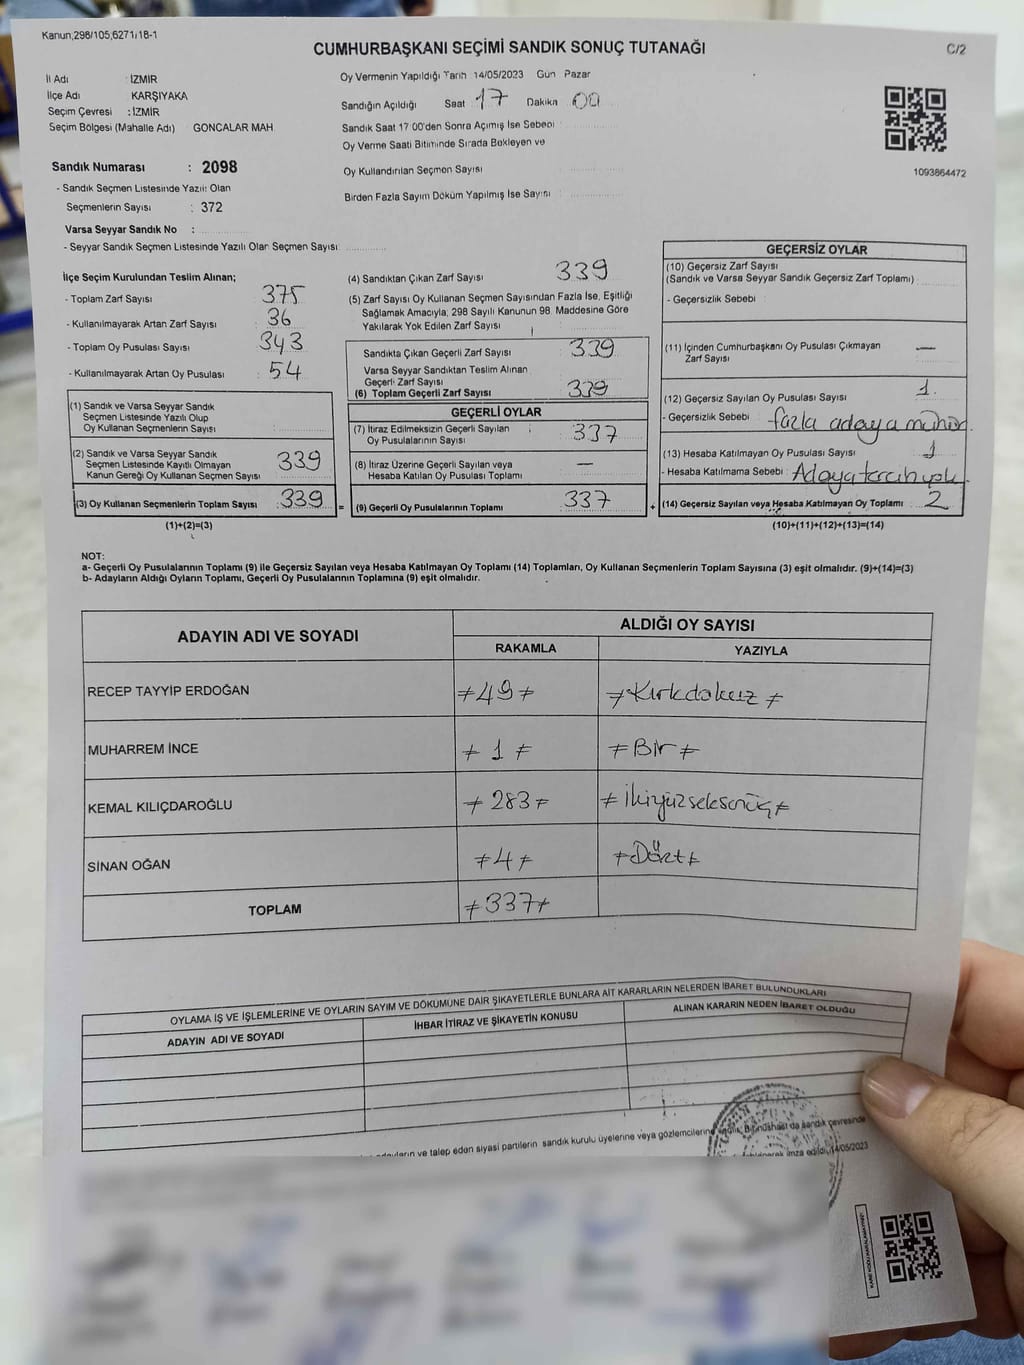 Kanun;298/105,6271/18-1
CUMHURBAŞKANI SEÇİMİ SANDIK SONUÇ TUTANAĞI
C/2
İl Adı : İZMİR
İlçe Adı KARŞIYAKA
Seçim Çevresi : İZMİR
Seçim Bölgesi (Mahalle Adı) GONCALAR MAH
Oy Vermenin Yapıldığı Tarih 14/05/2023 Gün Pazar
Sandığın Açıldığı Saat 17 Dakika 00
Sandık Saat 17 00'den Sonra Açımış İse Sebebi
Oy Verme Saati Bitiminde Sırada Bekleyen ve
Oy Kullandırılan Seçmen Sayısı
Birden Fazla Sayım Döküm Yapılmış İse Sayını
1093864472
Sandık Numarası : 2098
- Sandık Seçmen Listesinde Yazılı Olan
Seçmenlerin Sayısı : 372
Varsa Seyyar Sandık No :
- Seyyar Sandık Seçmen Listesinde Yazılı Olan Seçmen Sayısı
İlçe Seçim Kurulundan Teslim Alınan;
- Toplam Zarf Sayısı : 375
- Kullanılmayarak Artan Zarf Sayısı : 36
- Toplam Oy Pusulası Sayısı : 343
- Kullanılmayarak Artan Oy Pusulası : 54
(1) Sandık ve Varsa Seyyar Sandık
Seçmen Listesinde Yazılı Olup
Oy Kullanan Seçmenlerin Sayısı
(2) Sandık ve Varsa Seyyar Sandık
Seçmen Listesinde Kayıtlı Olmayan
Kanun Gereği Oy Kullanan Seçmen Sayısı 339
(3) Oy Kullanan Seçmenlerin Toplam Sayısı 339
(1)+(2)=(3)
(4) Sandıktan Çıkan Zarf Sayısı 339
(5) Zarf Sayısı Oy Kullanan Seçmen Sayısından Fazla İse, Eşitliği
Sağlamak Amacıyla, 298 Sayılı Kanunun 98. Maddesine Göre
Yakılarak Yok Edilen Zarf Sayısı
Sandıkta Çıkan Geçerli Zarf Sayısı 339
Varsa Seyyar Sandıktan Teslim Alınan
Geçerli Zarf Sayısı
(6) Toplam Geçerli Zarf Sayısı 339
=
GEÇERLİ OYLAR
(7) İtiraz Edilmeksizin Geçerli Sayılan
Oy Pusulalarının Sayısı : 337
(8) İtiraz Üzerine Geçerli Sayılan veya
Hesaba Katılan Oy Pusulası Toplamı —
(9) Geçerli Oy Pusulalarının Toplamı 337
+
GEÇERSİZ OYLAR
(10) Geçersiz Zarf Sayısı
(Sandık ve Varsa Seyyar Sandık Geçersiz Zarf Toplamı)
- Geçersizlik Sebebi
(11) İçinden Cumhurbaşkanı Oy Pusulası Çıkmayan
Zarf Sayısı —
(12) Geçersiz Sayılan Oy Pusulası Sayısı 1.
- Geçersizlik Sebebi fazla adaya mühür.
(13) Hesaba Katılmayan Oy Pusulası Sayısı 1
- Hesaba Katılmama Sebebi : Adaya tercih yok.
(14) Geçersiz Sayılan veya Hesaba Katılmayan Oy Toplamı 2
(10)+(11)+(12)+(13)=(14)
NOT:
a- Geçerli Oy Pusulalarının Toplamı (9) ile Geçersiz Sayılan veya Hesaba Katılmayan Oy Toplamı (14) Toplamları, Oy Kullanan Seçmenlerin Toplam Sayısına (3) eşit olmalıdır. (9)+(14)=(3)
b- Adayların Aldığı Oyların Toplamı, Geçerli Oy Pusulalarının Toplamına (9) eşit olmalıdır.
ADAYIN ADI VE SOYADI
ALDIĞI OY SAYISI
RAKAMLA YAZIYLA
RECEP TAYYİP ERDOĞAN ≠49≠ ≠Kırkdokuz≠
MUHARREM İNCE ≠1≠ ≠Bir≠
KEMAL KILIÇDAROĞLU ≠283≠ ≠İkiyüzseksenüç≠
SİNAN OĞAN ≠4≠ ≠Dört≠
TOPLAM ≠337≠
OYLAMA İŞ VE İŞLEMLERİNE VE OYLARIN SAYIM VE DÖKÜMÜNE DAİR ŞİKAYETLERLE BUNLARA AİT KARARLARIN NELERDEN İBARET BULUNDUKLARI
ADAYIN ADI VE SOYADI İHBAR İTİRAZ VE ŞİKAYETİN KONUSU ALINAN KARARIN NEDEN İBARET OLDUĞU
ve talep eden siyasi partilerin sandık kurulu üyelerine veya gözlemcilerine sandık çevresinde
imza edildi.14/05/2023